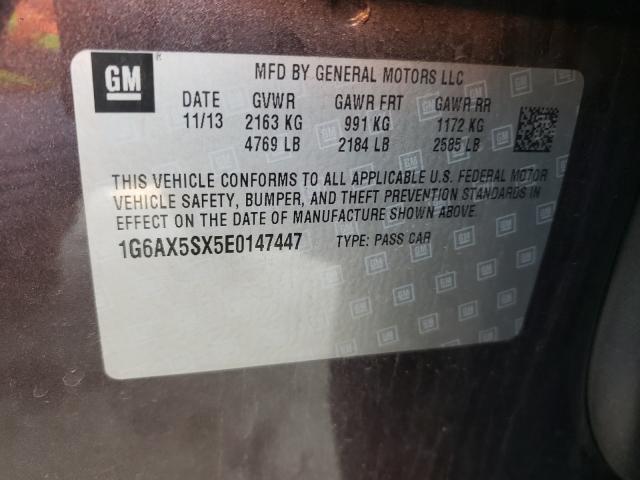 GM
MFD BY GENERAL MOTORS LLC
DATE GVWR GAWR FRT GAWR RR
11/13 2163 KG 991 KG 1172 KG
4769 LB 2184 LB 2585 LB
THIS VEHICLE CONFORMS TO ALL APPLICABLE U.S. FEDERAL MOTOR
VEHICLE SAFETY, BUMPER, AND THEFT PREVENTION STANDARDS IN
EFFECT ON THE DATE OF MANUFACTURE SHOWN ABOVE.
1G6AX5SX5E0147447 TYPE: PASS CAR